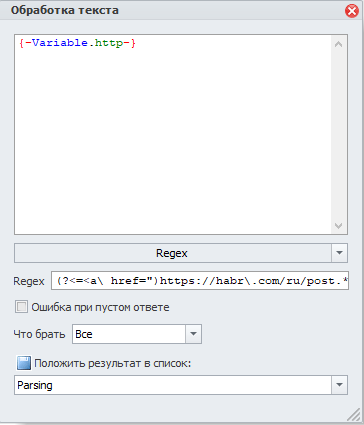 Обработка текста
{-Variable.http-}
Regex
Regex (?<=<a\ href=")https://habr\.com/ru/post.*
Ошибка при пустом ответе
Что брать Все
Положить результат в список:
Parsing